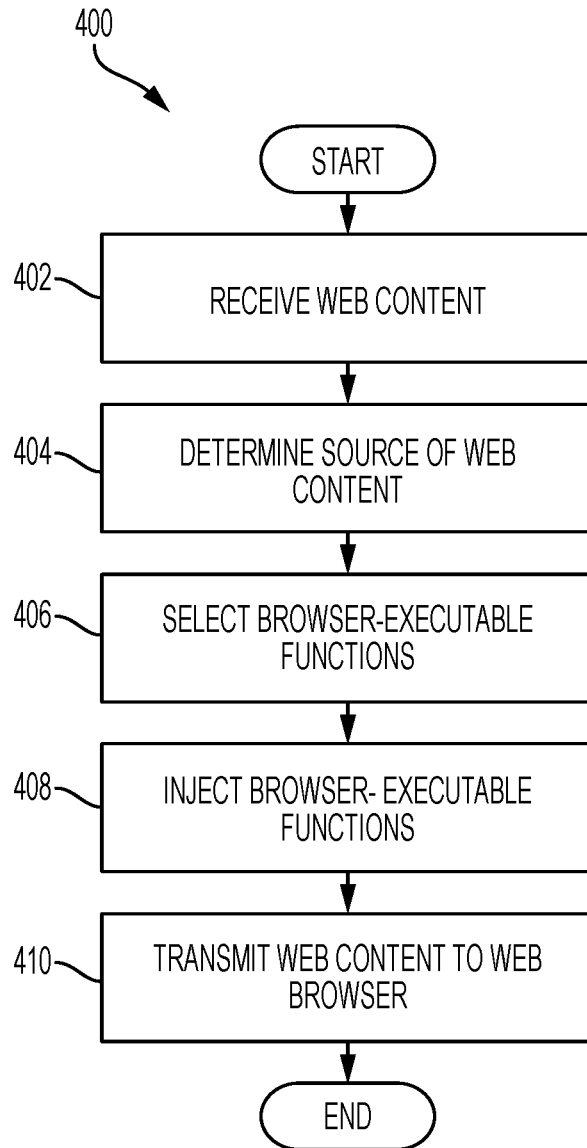 400
START
402
RECEIVE WEB CONTENT
404
DETERMINE SOURCE OF WEB
CONTENT
406
SELECT BROWSER-EXECUTABLE
FUNCTIONS
408
INJECT BROWSER- EXECUTABLE
FUNCTIONS
410
TRANSMIT WEB CONTENT TO WEB
BROWSER
END